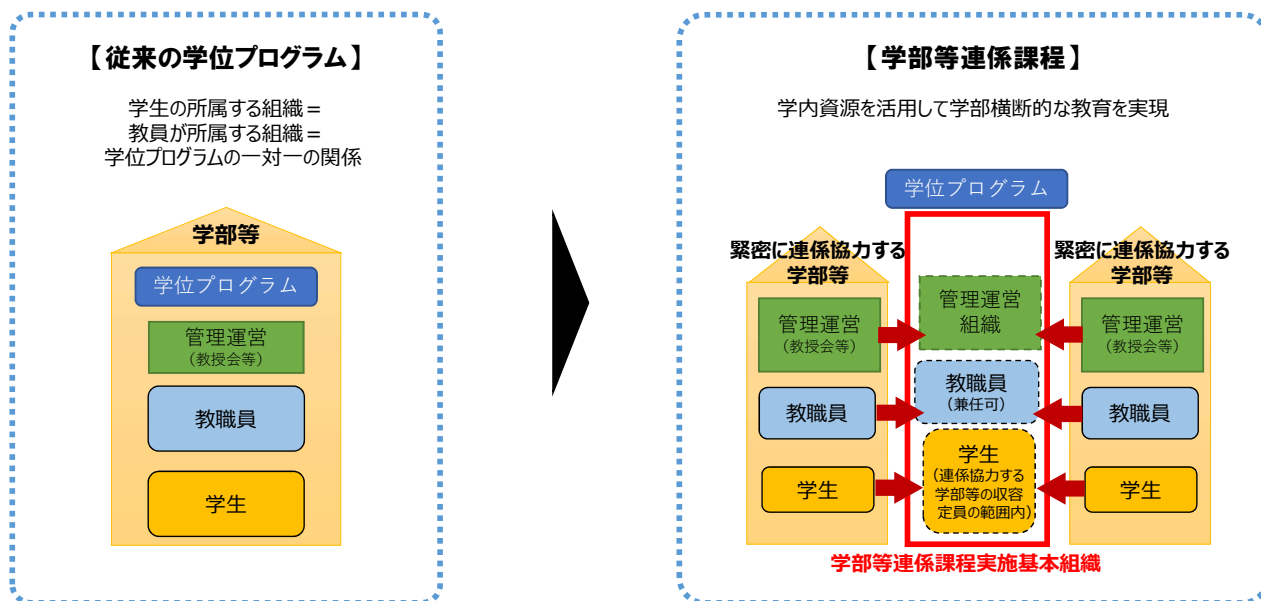 【従来の学位プログラム】
学生の所属する組織＝
教員が所属する組織＝
学位プログラムの一対一の関係
学部等
学位プログラム
管理運営
（教授会等）
教職員
学生
【学部等連係課程】
学内資源を活用して学部横断的な教育を実現
学位プログラム
緊密に連係協力する
学部等
管理運営
（教授会等）
教職員
学生
管理運営
組織
教職員
（兼任可）
学生
（連係協力する
学部等の収容
定員の範囲内）
緊密に連係協力する
学部等
管理運営
（教授会等）
教職員
学生
学部等連係課程実施基本組織